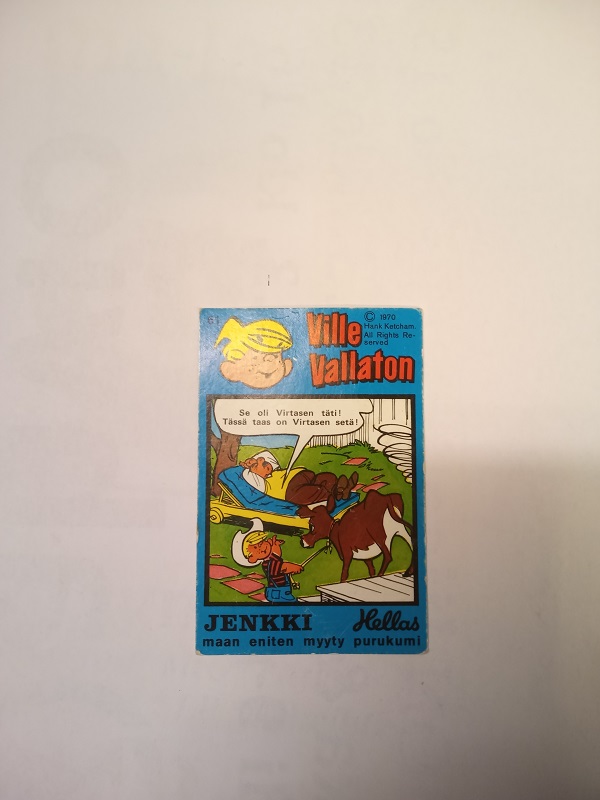 61
Ville
Vallaton
© 1970
Hank Ketcham.
All Rights Re-
served
Se oli Virtasen täti!
Tässä taas on Virtasen setä!
JENKKI Hellas
maan eniten myyty purukumi